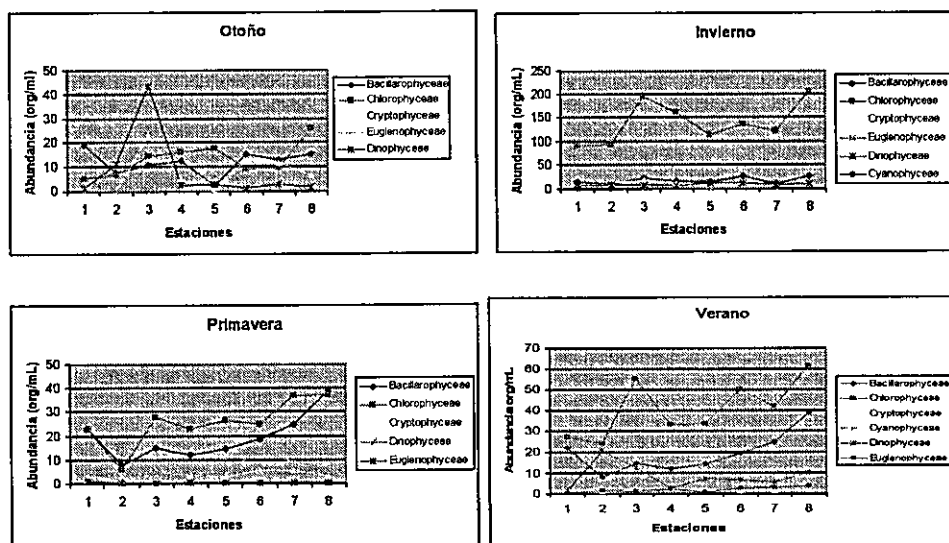 Otoño
Abundancia (org/ml)
50
40
30
20
10
0
1 2 3 4 5 6 7 8
Estaciones
Bacilarophyceae
Chlorophyceae
Cryptophyceae
Euglenophyceae
Dinophyceae
Invierno
Abundancia (org/mL)
250
200
150
100
50
0
1 2 3 4 5 6 7 8
Estaciones
Bacilarophyceae
Chlorophyceae
Cryptophyceae
Euglenophyceae
Dinophyceae
Cyanophyceae
Primavera
Abundancia (org/mL)
50
40
30
20
10
0
1 2 3 4 5 6 7 8
Estaciones
Bacilarophyceae
Chlorophyceae
Cryptophyceae
Dinophyceae
Euglenophyceae
Verano
Abundancia org/mL
70
60
50
40
30
20
10
0
1 2 3 4 5 6 7 8
Estaciones
Bacilarophyceae
Chlorophyceae
Cryptophyceae
Cyanophyceae
Dinophyceae
Euglenophyceae